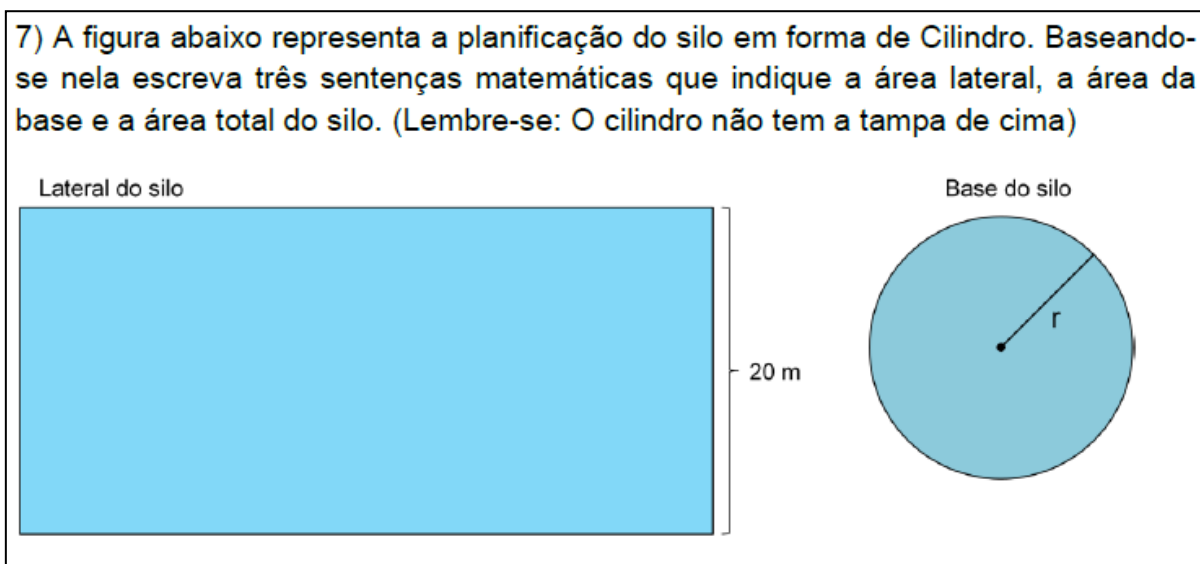 7) A figura abaixo representa a planificação do silo em forma de Cilindro. Baseando-
se nela escreva três sentenças matemáticas que indique a área lateral, a área da
base e a área total do silo. (Lembre-se: O cilindro não tem a tampa de cima)
Lateral do silo
Base do silo
r
20 m